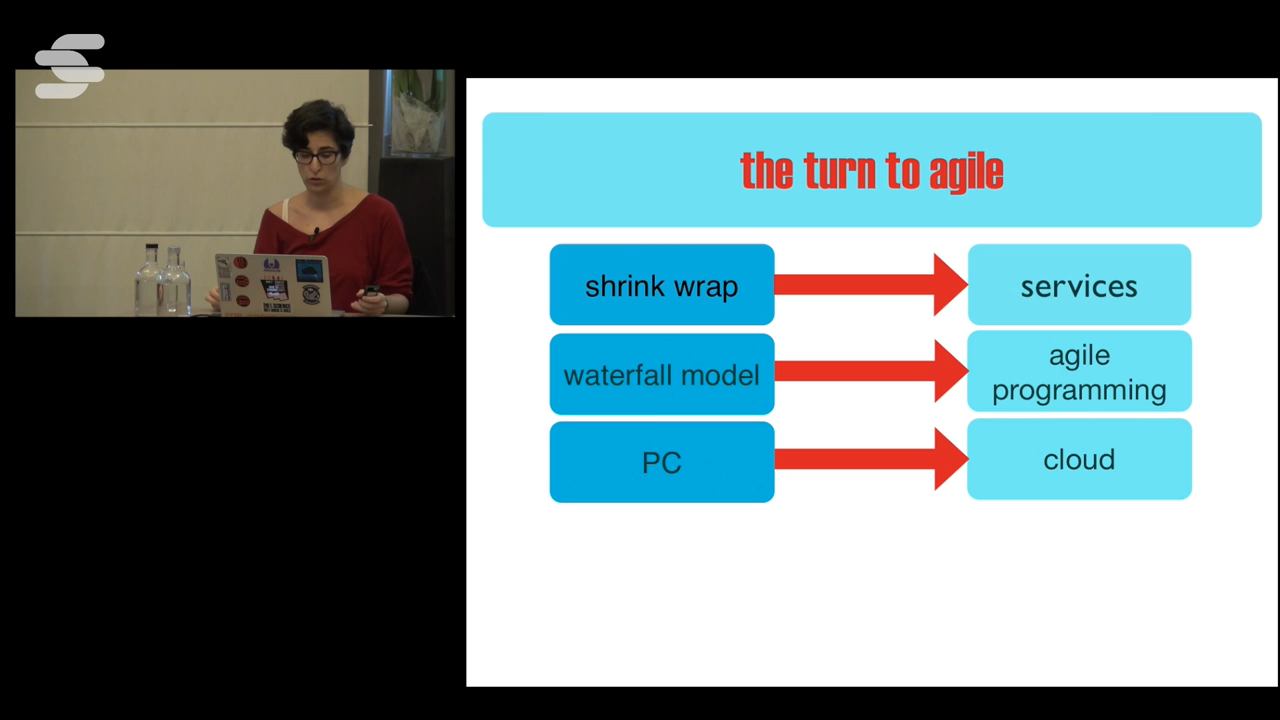 the turn to agile
shrink wrap
services
waterfall model
agile
programming
PC
cloud